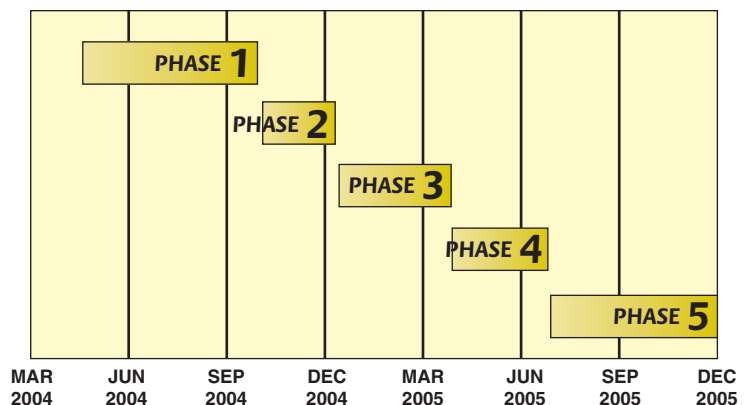 PHASE 1
PHASE 2
PHASE 3
PHASE 4
PHASE 5
MAR JUN SEP DEC MAR JUN SEP DEC
2004 2004 2004 2004 2005 2005 2005 2005